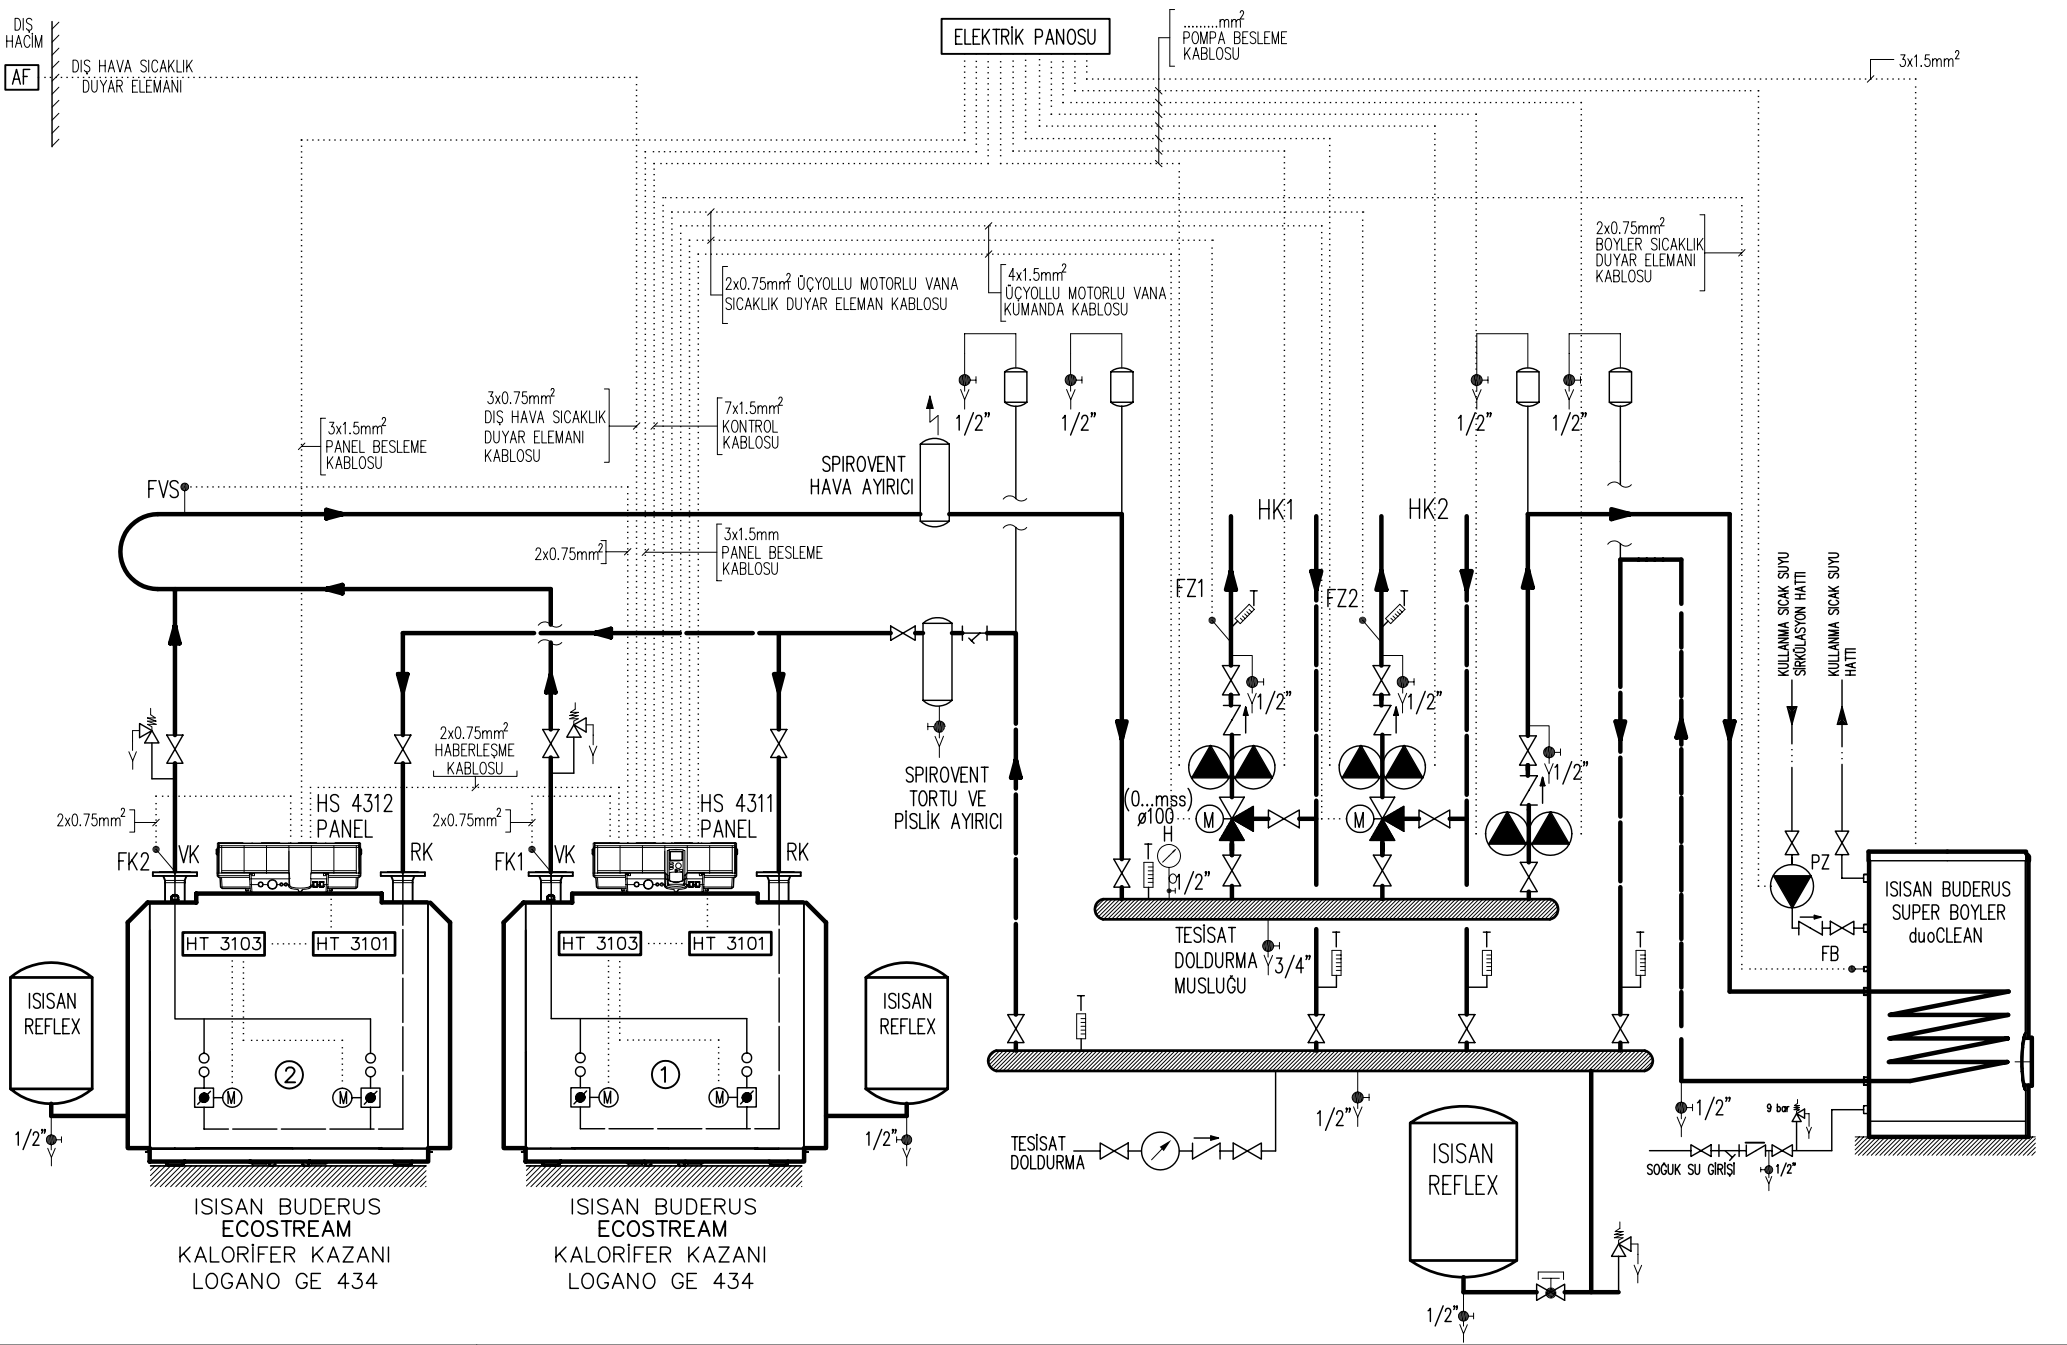 DIŞ
HACİM
AF
DIŞ HAVA SICAKLIK
DUYAR ELEMANI
ELEKTRİK PANOSU
.........mm²
POMPA BESLEME
KABLOSU
3x1.5mm²
2x0.75mm² ÜÇYOLLU MOTORLU VANA
SICAKLIK DUYAR ELEMAN KABLOSU
4x1.5mm²
ÜÇYOLLU MOTORLU VANA
KUMANDA KABLOSU
2x0.75mm²
BOYLER SICAKLIK
DUYAR ELEMANI
KABLOSU
3x1.5mm²
PANEL BESLEME
KABLOSU
3x0.75mm²
DIŞ HAVA SICAKLIK
DUYAR ELEMANI
KABLOSU
7x1.5mm²
KONTROL
KABLOSU
1/2"
1/2"
1/2"
1/2"
SPIROVENT
HAVA AYIRICI
FVS
2x0.75mm²
3x1.5mm
PANEL BESLEME
KABLOSU
HK1
HK2
FZ1
T
FZ2
T
1/2"
1/2"
1/2"
KULLANMA SICAK SUYU
SİRKÜLASYON HATTI
KULLANMA SICAK SUYU
HATTI
2x0.75mm²
HABERLEŞME
KABLOSU
SPIROVENT
TORTU VE
PİSLİK AYIRICI
2x0.75mm²
HS 4312
PANEL
2x0.75mm²
HS 4311
PANEL
(0...mss)
ø100
H
T
1/2"
M
M
FK2
VK
RK
FK1
VK
RK
PZ
FB
ISISAN BUDERUS
SUPER BOYLER
duoCLEAN
HT 3103
HT 3101
HT 3103
HT 3101
TESİSAT
DOLDURMA
MUSLUĞU
3/4"
T
T
T
T
ISISAN
REFLEX
ISISAN
REFLEX
2
1
M
M
M
M
1/2"
1/2"
1/2"
1/2"
9 bar
TESİSAT
DOLDURMA
SOĞUK SU GİRİŞİ
1/2"
ISISAN
REFLEX
1/2"
ISISAN BUDERUS
ECOSTREAM
KALORİFER KAZANI
LOGANO GE 434
ISISAN BUDERUS
ECOSTREAM
KALORİFER KAZANI
LOGANO GE 434